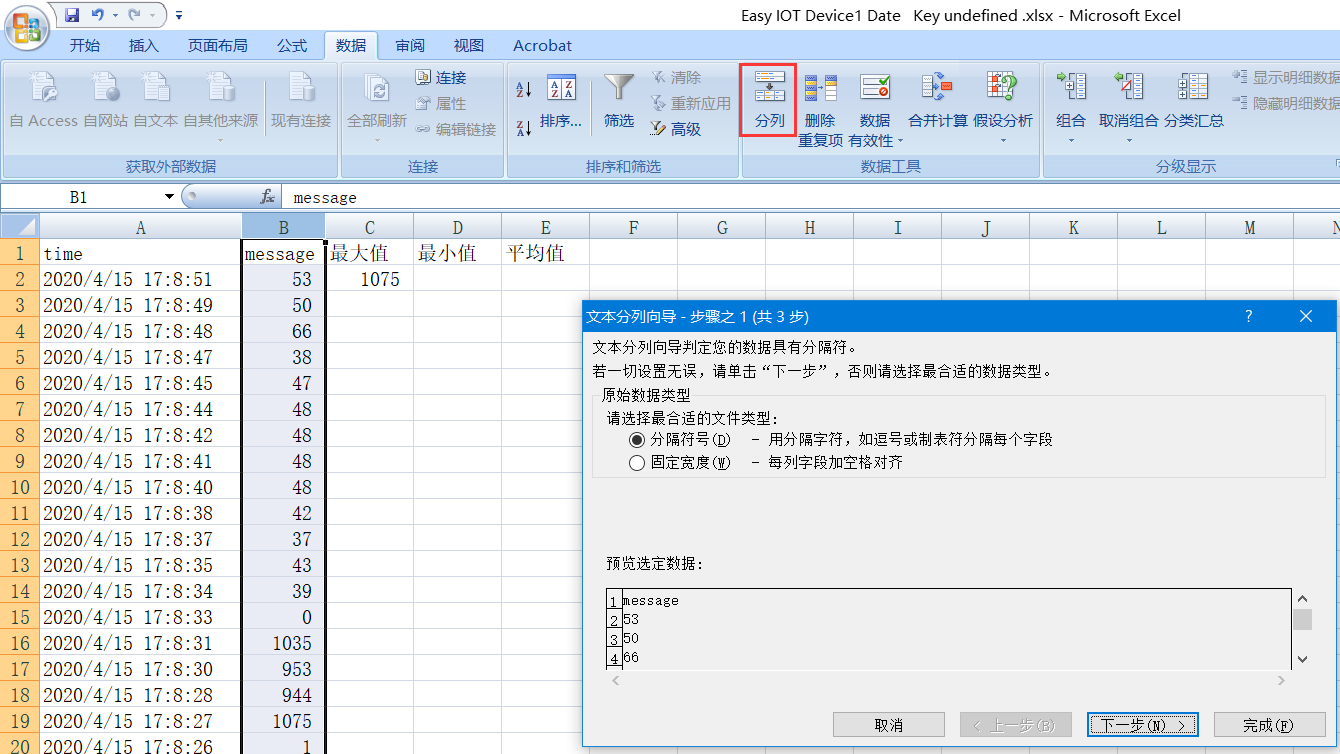 Easy IOT Device1 Date Key undefined .xlsx - Microsoft Excel
开始 插入 页面布局 公式 数据 审阅 视图 Acrobat
自 Access 自网站 自文本 自其他来源 现有连接 全部刷新 连接 属性 编辑链接 排序... 筛选 清除 重新应用 高级 分列 删除重复项 数据有效性 合并计算 假设分析 组合 取消组合 分类汇总 显示明细数据 隐藏明细数据
获取外部数据 连接 排序和筛选 数据工具 分级显示
B1 fx message
A B C D E F G H I J K L M N
1 time message 最大值 最小值 平均值
2 2020/4/15 17:8:51 53 1075
3 2020/4/15 17:8:49 50
4 2020/4/15 17:8:48 66
5 2020/4/15 17:8:47 38
6 2020/4/15 17:8:45 47
7 2020/4/15 17:8:44 48
8 2020/4/15 17:8:42 48
9 2020/4/15 17:8:41 48
10 2020/4/15 17:8:40 48
11 2020/4/15 17:8:38 42
12 2020/4/15 17:8:37 37
13 2020/4/15 17:8:35 43
14 2020/4/15 17:8:34 39
15 2020/4/15 17:8:33 0
16 2020/4/15 17:8:31 1035
17 2020/4/15 17:8:30 953
18 2020/4/15 17:8:28 944
19 2020/4/15 17:8:27 1075
20 2020/4/15 17:8:26 1
文本分列向导 - 步骤之 1 (共 3 步) ?
文本分列向导判定您的数据具有分隔符。
若一切设置无误，请单击“下一步”，否则请选择最合适的数据类型。
原始数据类型
请选择最合适的文件类型:
分隔符号(D) - 用分隔字符，如逗号或制表符分隔每个字段
固定宽度(W) - 每列字段加空格对齐
预览选定数据:
1 message
2 53
3 50
4 66
取消 < 上一步(B) 下一步(N) > 完成(F)